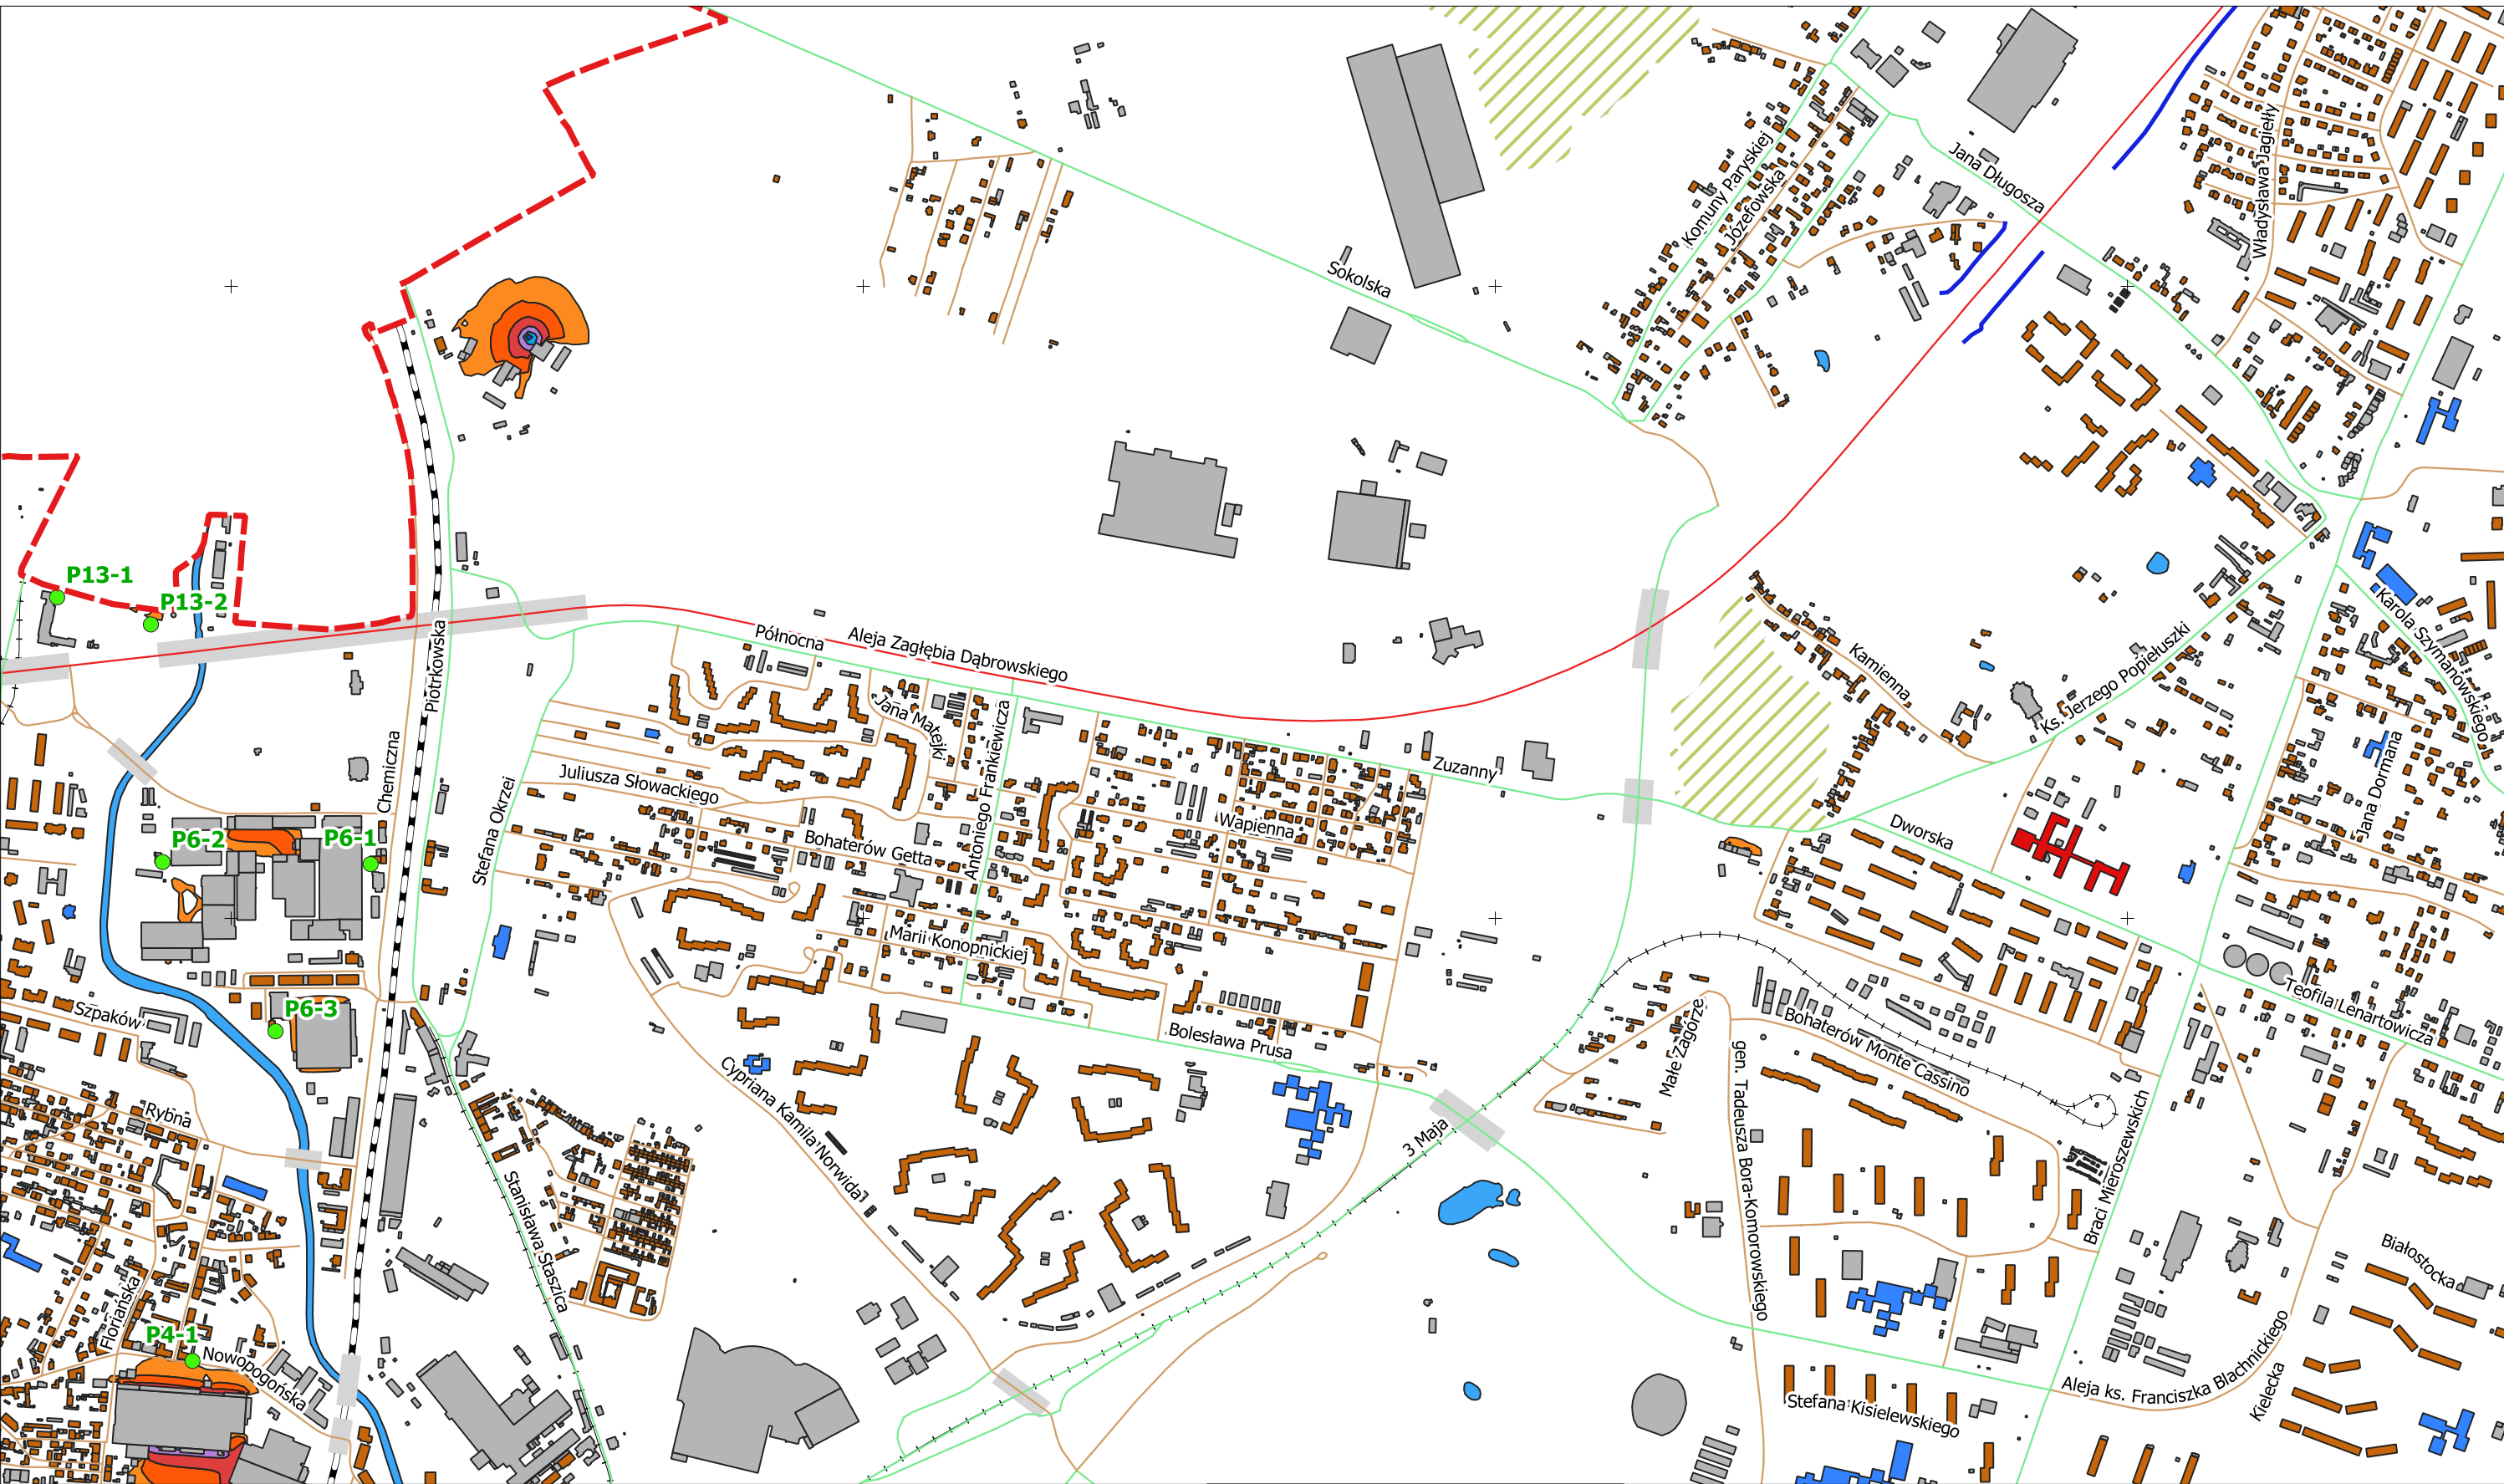 Komuny Paryskiej
Józefowska
Jana Długosza
Władysława Jagiełły
Sokolska
P13-1
P13-2
Piotrkowska
Północna
Aleja Zagłębia Dąbrowskiego
Kamienna
Ks. Jerzego Popiełuszki
Karola Szymanowskiego
Jana Matejki
Antoniego Frankiewicza
Zuzanny
Chemiczna
Juliusza Słowackiego
Stefana Okrzei
Bohaterów Getta
Wapienna
Dworska
Jana Dormana
P6-2
P6-1
Marii Konopnickiej
P6-3
Szpaków
Bolesława Prusa
Małe Zagórze
Bohaterów Monte Cassino
Teofila Lenartowicza
Cypriana Kamila Norwida
gen. Tadeusza Bora-Komorowskiego
Rybna
3 Maja
Braci Mieroszewskich
Stanisława Staszica
Białostocka
Floriańska
P4-1
Nowopogońska
Aleja ks. Franciszka Blachnickiego
Kielecka
Stefana Kisielewskiego